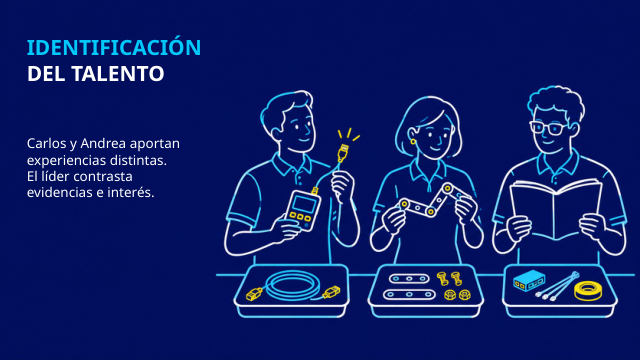 IDENTIFICACIÓN
DEL TALENTO
Carlos y Andrea aportan
experiencias distintas.
El líder contrasta
evidencias e interés.